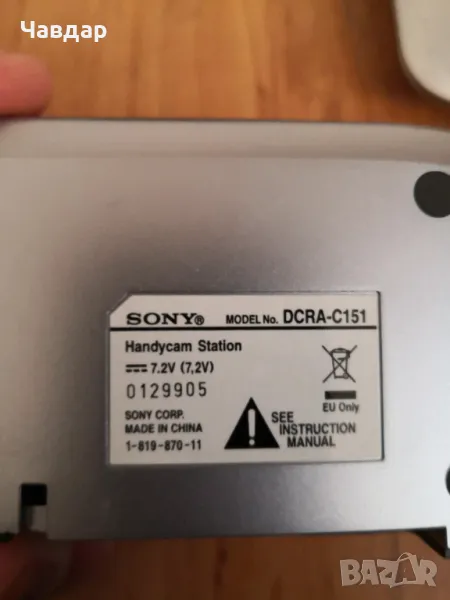 Чавдар
SONY® MODEL No. DCRA-C151
Handycam Station
⎓ 7.2V (7,2V)
0129905
EU Only
SONY CORP.
MADE IN CHINA
1-819-870-11
SEE
INSTRUCTION
MANUAL
BAZAR